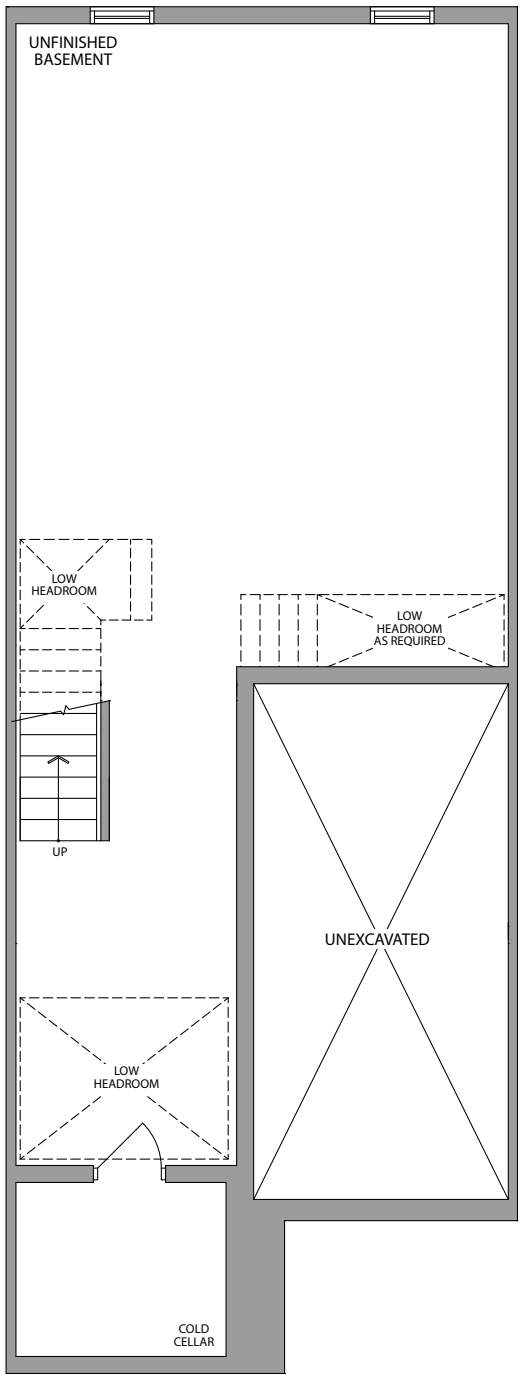 UNFINISHED
BASEMENT
LOW
HEADROOM
LOW
HEADROOM
AS REQUIRED
UP
UNEXCAVATED
LOW
HEADROOM
COLD
CELLAR